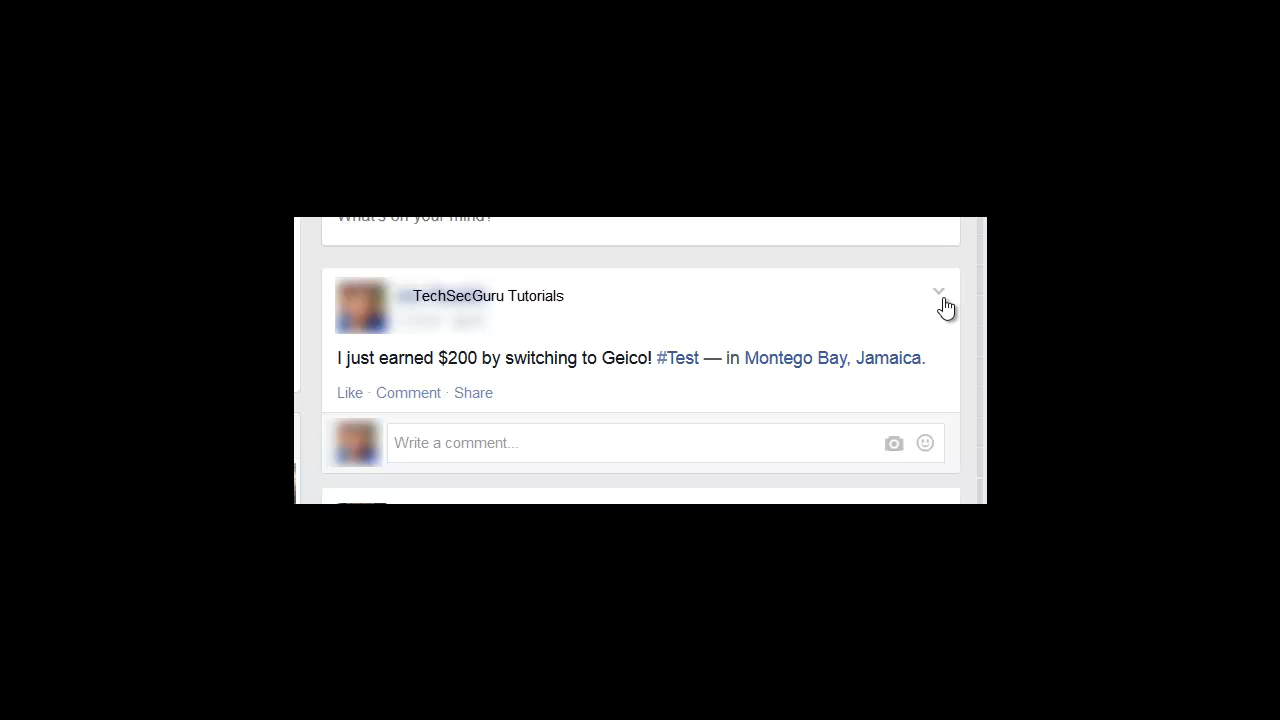 What's on your mind?
TechSecGuru Tutorials
I just earned $200 by switching to Geico! #Test — in Montego Bay, Jamaica.
Like · Comment · Share
Write a comment...